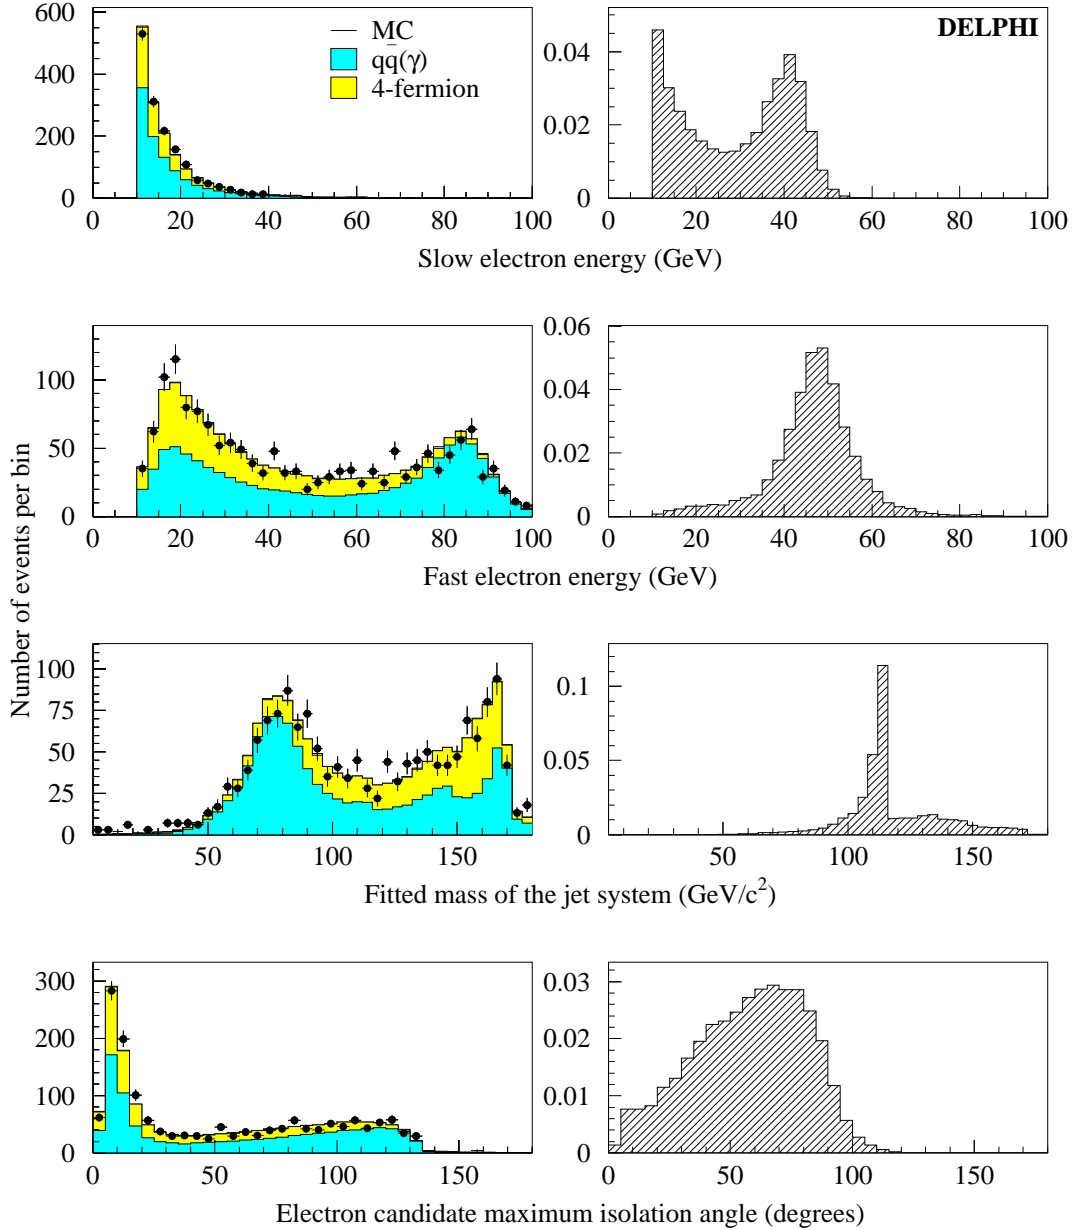 600
400
200
0
0 20 40 60 80 100
MC
qq̄(γ)
4-fermion
DELPHI
0.04
0.02
0
0 20 40 60 80 100
Slow electron energy (GeV)
100
50
0
0 20 40 60 80 100
0.06
0.04
0.02
0
0 20 40 60 80 100
Fast electron energy (GeV)
Number of events per bin
100
75
50
25
0
50 100 150
0.1
0.05
0
50 100 150
Fitted mass of the jet system (GeV/c²)
300
200
100
0
0 50 100 150
0.03
0.02
0.01
0
0 50 100 150
Electron candidate maximum isolation angle (degrees)